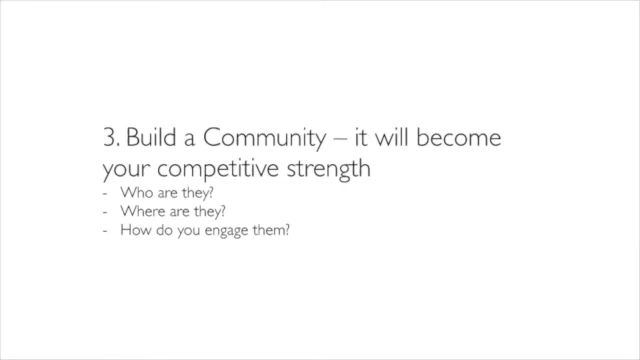 3. Build a Community – it will become
your competitive strength
- Who are they?
- Where are they?
- How do you engage them?